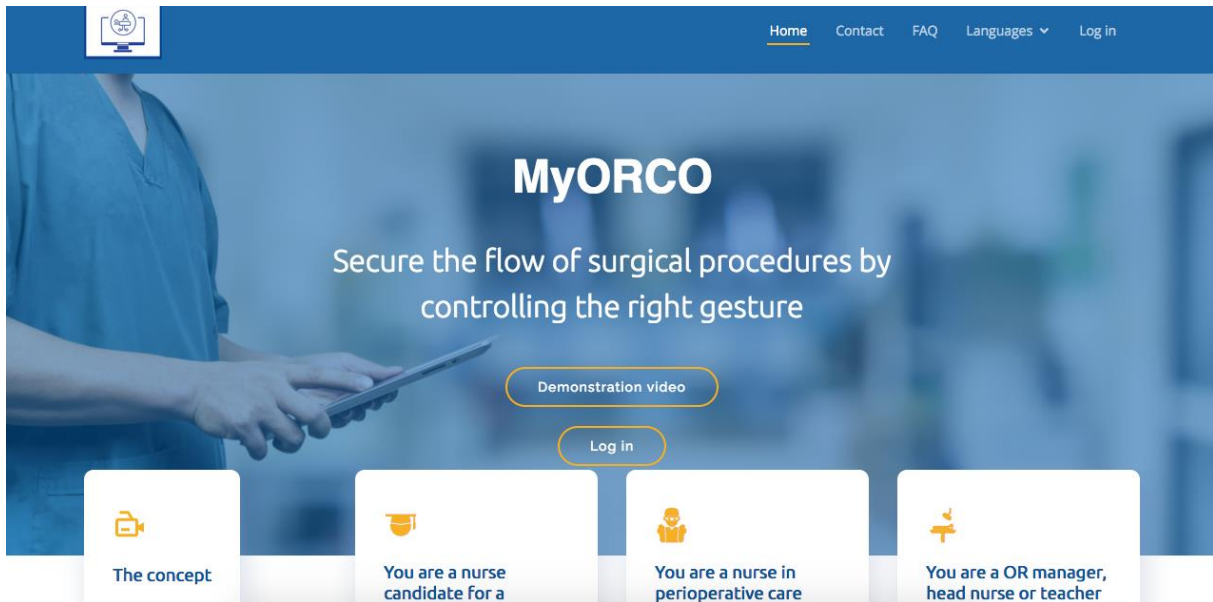 Home Contact FAQ Languages Log in
MyORCO
Secure the flow of surgical procedures by
controlling the right gesture
Demonstration video
Log in
The concept
You are a nurse
candidate for a
You are a nurse in
perioperative care
You are a OR manager,
head nurse or teacher